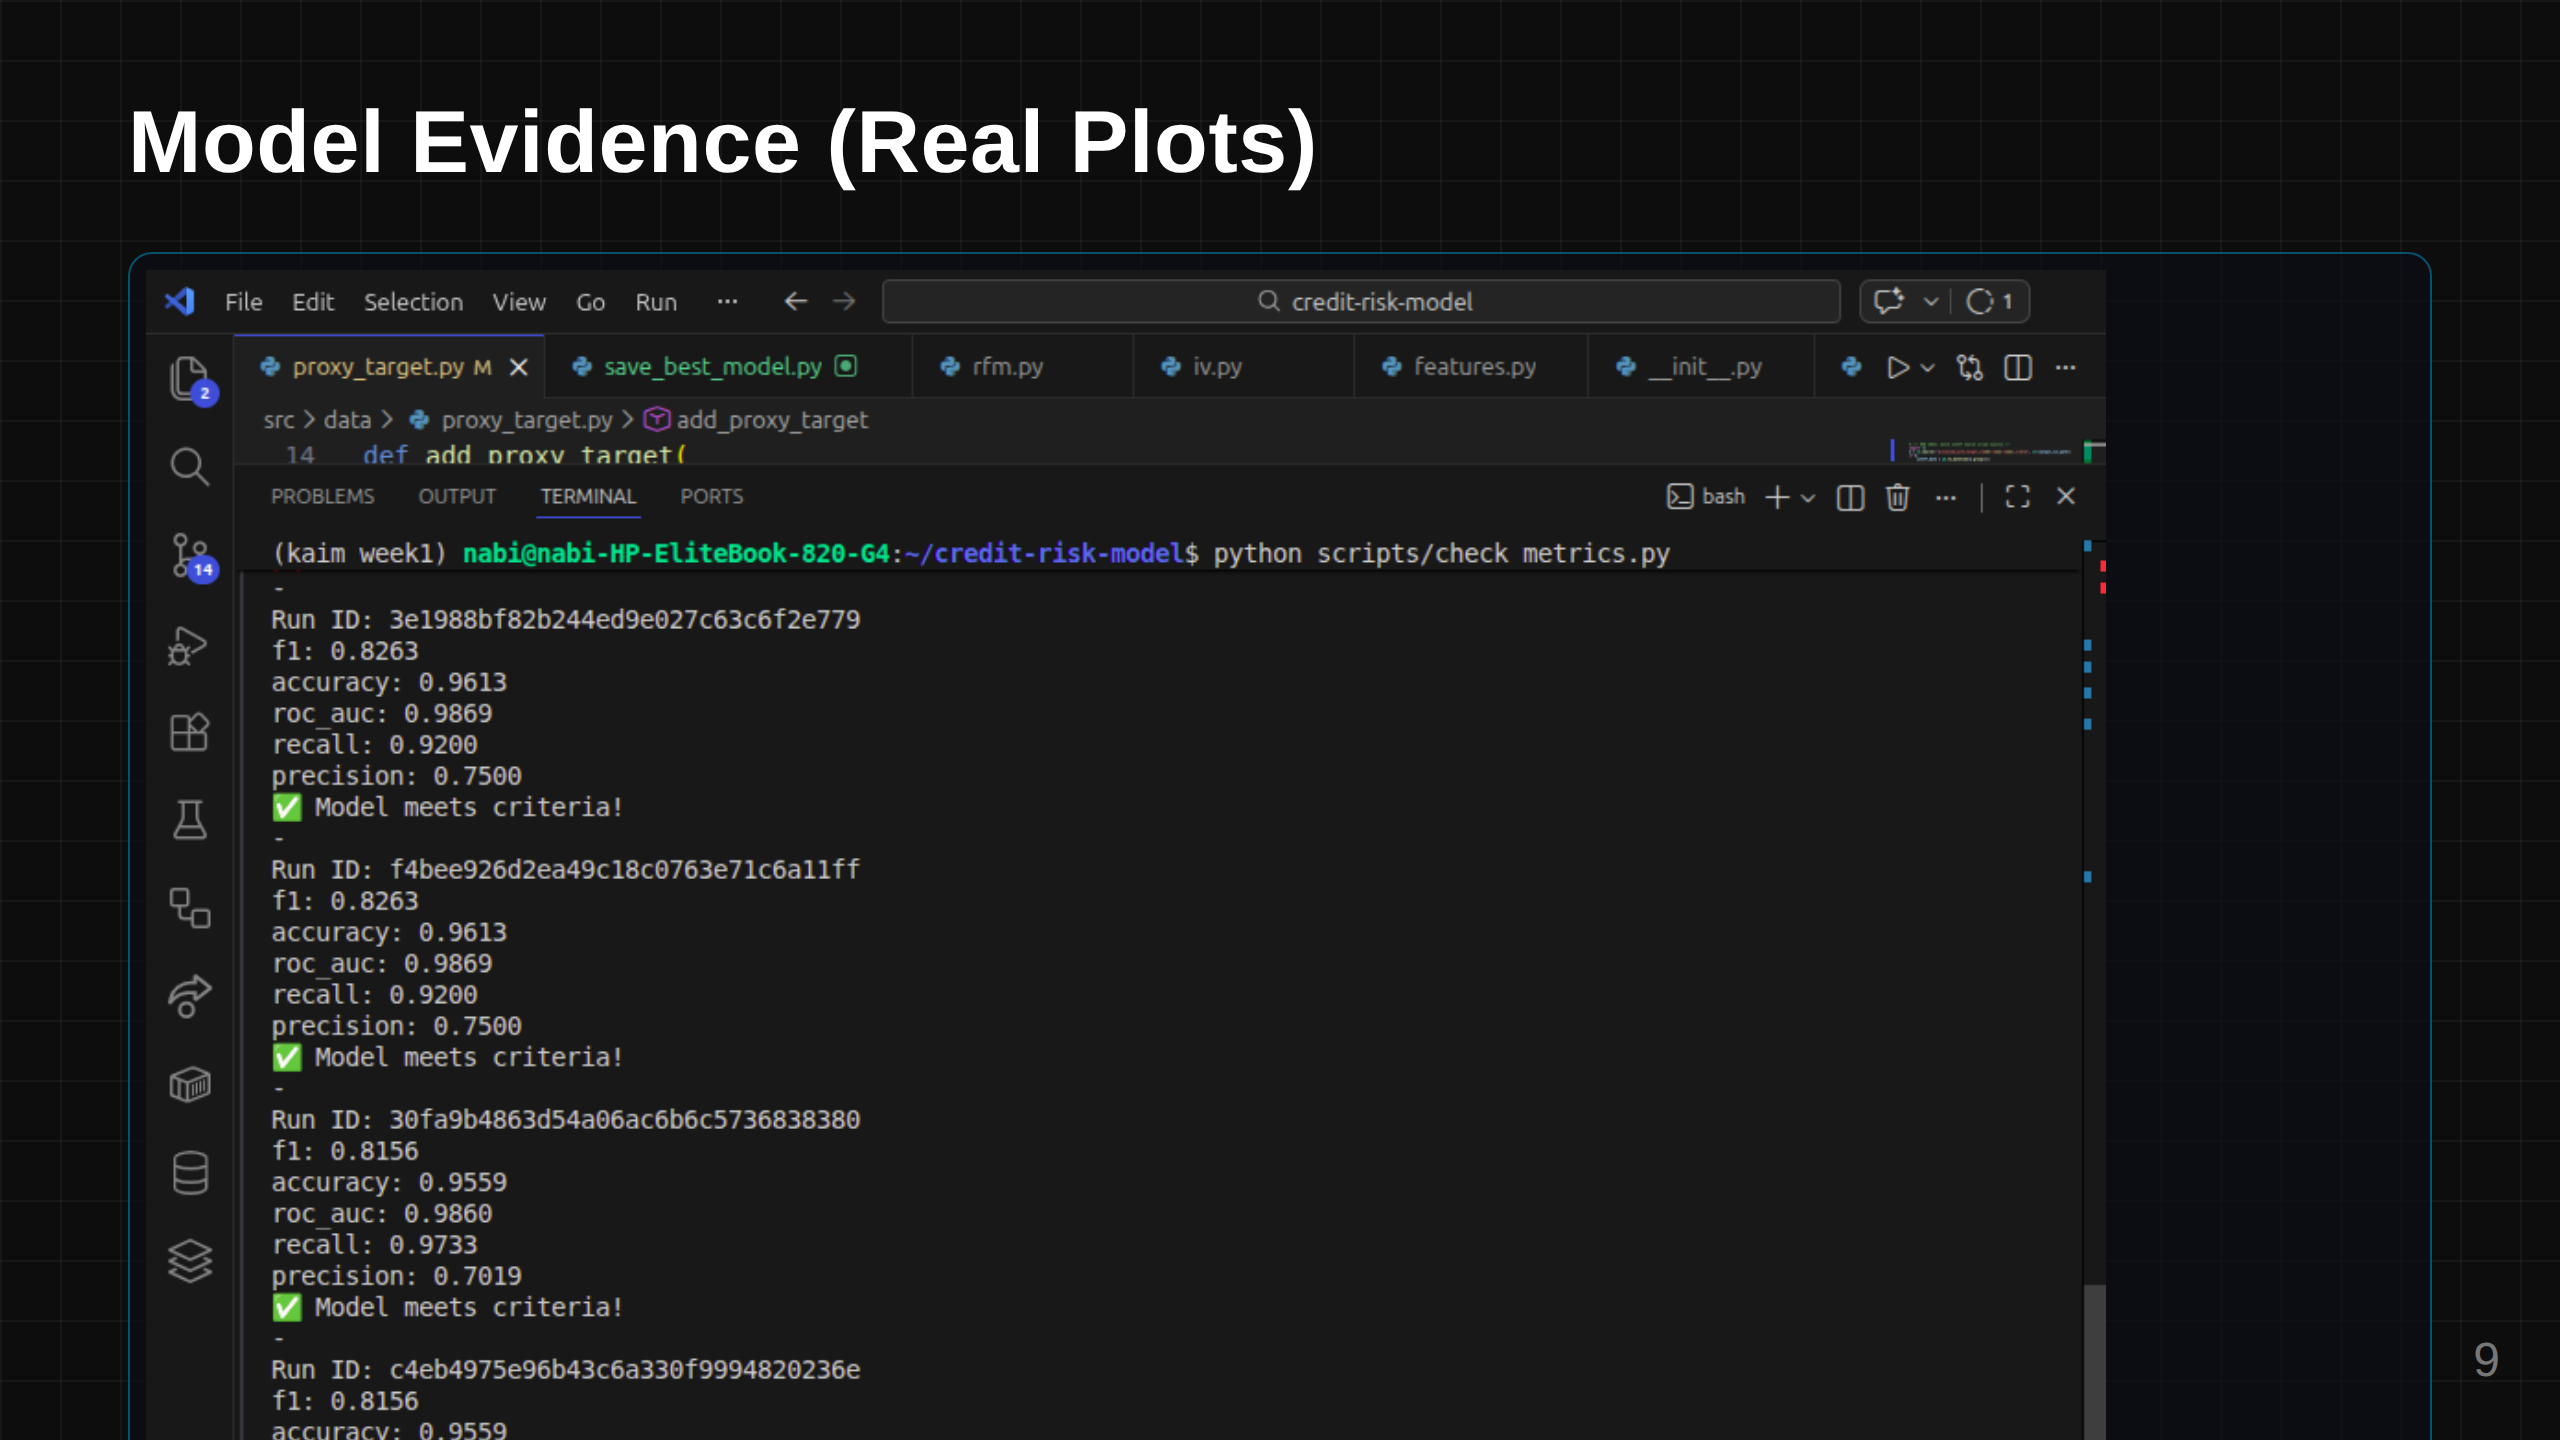 Model Evidence (Real Plots)
File Edit Selection View Go Run ··· credit-risk-model 1
proxy_target.py M save_best_model.py rfm.py iv.py features.py __init__.py ···
2
src > data > proxy_target.py > add_proxy_target
14 def add_proxy_target(
PROBLEMS OUTPUT TERMINAL PORTS bash ···
(kaim week1) nabi@nabi-HP-EliteBook-820-G4:~/credit-risk-model$ python scripts/check metrics.py
14
-
Run ID: 3e1988bf82b244ed9e027c63c6f2e779
f1: 0.8263
accuracy: 0.9613
roc_auc: 0.9869
recall: 0.9200
precision: 0.7500
✅ Model meets criteria!
-
Run ID: f4bee926d2ea49c18c0763e71c6a11ff
f1: 0.8263
accuracy: 0.9613
roc_auc: 0.9869
recall: 0.9200
precision: 0.7500
✅ Model meets criteria!
-
Run ID: 30fa9b4863d54a06ac6b6c5736838380
f1: 0.8156
accuracy: 0.9559
roc_auc: 0.9860
recall: 0.9733
precision: 0.7019
✅ Model meets criteria!
-
Run ID: c4eb4975e96b43c6a330f9994820236e
f1: 0.8156
accuracy: 0.9559
9